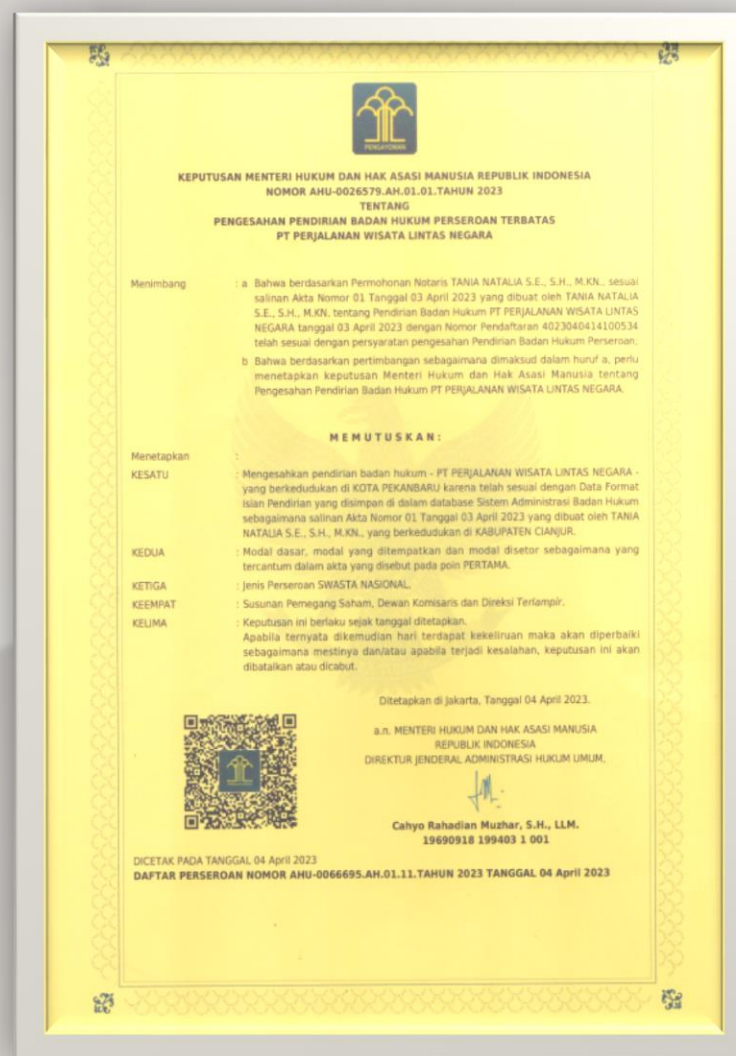 PENGAYOMAN
KEPUTUSAN MENTERI HUKUM DAN HAK ASASI MANUSIA REPUBLIK INDONESIA
NOMOR AHU-0026579.AH.01.01.TAHUN 2023
TENTANG
PENGESAHAN PENDIRIAN BADAN HUKUM PERSEROAN TERBATAS
PT PERJALANAN WISATA LINTAS NEGARA
Menimbang : a Bahwa berdasarkan Permohonan Notaris TANIA NATALIA S.E., S.H., M.KN., sesuai
salinan Akta Nomor 01 Tanggal 03 April 2023 yang dibuat oleh TANIA NATALIA
S.E., S.H., M.KN. tentang Pendirian Badan Hukum PT PERJALANAN WISATA LINTAS
NEGARA tanggal 03 April 2023 dengan Nomor Pendaftaran 4023040414100534
telah sesuai dengan persyaratan pengesahan Pendirian Badan Hukum Perseroan;
b Bahwa berdasarkan pertimbangan sebagaimana dimaksud dalam huruf a, perlu
menetapkan keputusan Menteri Hukum dan Hak Asasi Manusia tentang
Pengesahan Pendirian Badan Hukum PT PERJALANAN WISATA LINTAS NEGARA.
MEMUTUSKAN:
Menetapkan :
KESATU : Mengesahkan pendirian badan hukum - PT PERJALANAN WISATA LINTAS NEGARA -
yang berkedudukan di KOTA PEKANBARU karena telah sesuai dengan Data Format
Isian Pendirian yang disimpan di dalam database Sistem Administrasi Badan Hukum
sebagaimana salinan Akta Nomor 01 Tanggal 03 April 2023 yang dibuat oleh TANIA
NATALIA S.E., S.H., M.KN., yang berkedudukan di KABUPATEN CIANJUR.
KEDUA : Modal dasar, modal yang ditempatkan dan modal disetor sebagaimana yang
tercantum dalam akta yang disebut pada poin PERTAMA.
KETIGA : Jenis Perseroan SWASTA NASIONAL.
KEEMPAT : Susunan Pemegang Saham, Dewan Komisaris dan Direksi Terlampir.
KELIMA : Keputusan ini berlaku sejak tanggal ditetapkan.
Apabila ternyata dikemudian hari terdapat kekeliruan maka akan diperbaiki
sebagaimana mestinya dan/atau apabila terjadi kesalahan, keputusan ini akan
dibatalkan atau dicabut.
Ditetapkan di Jakarta, Tanggal 04 April 2023.
a.n. MENTERI HUKUM DAN HAK ASASI MANUSIA
REPUBLIK INDONESIA
DIREKTUR JENDERAL ADMINISTRASI HUKUM UMUM,
Cahyo Rahadian Muzhar, S.H., LLM.
19690918 199403 1 001
DICETAK PADA TANGGAL 04 April 2023
DAFTAR PERSEROAN NOMOR AHU-0066695.AH.01.11.TAHUN 2023 TANGGAL 04 April 2023